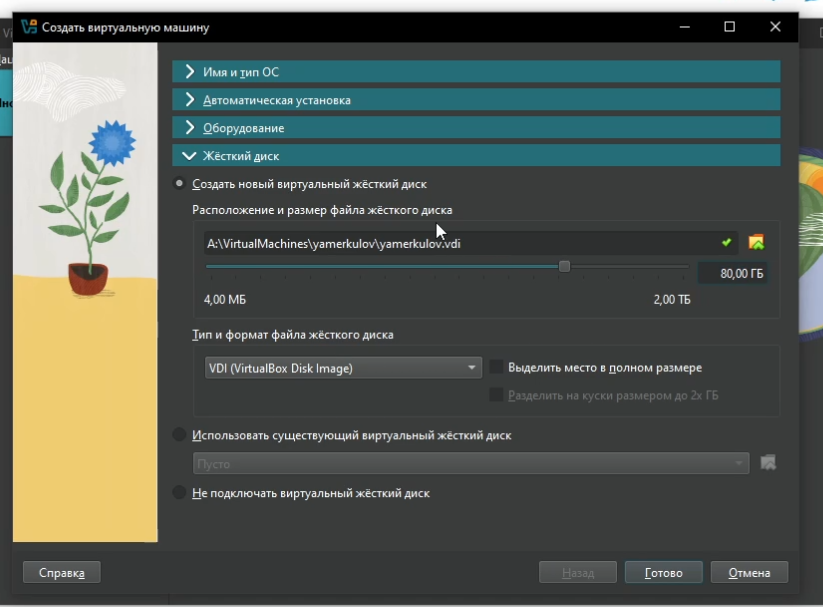 Создать виртуальную машину
Имя и тип ОС
Автоматическая установка
Оборудование
Жёсткий диск
Создать новый виртуальный жёсткий диск
Расположение и размер файла жёсткого диска
A:\VirtualMachines\yamerkulov\yamerkulov.vdi
80,00 ГБ
4,00 МБ 2,00 ТБ
Тип и формат файла жёсткого диска
VDI (VirtualBox Disk Image) Выделить место в полном размере
Разделить на куски размером до 2х ГБ
Использовать существующий виртуальный жёсткий диск
Пусто
Не подключать виртуальный жёсткий диск
Справка Назад Готово Отмена